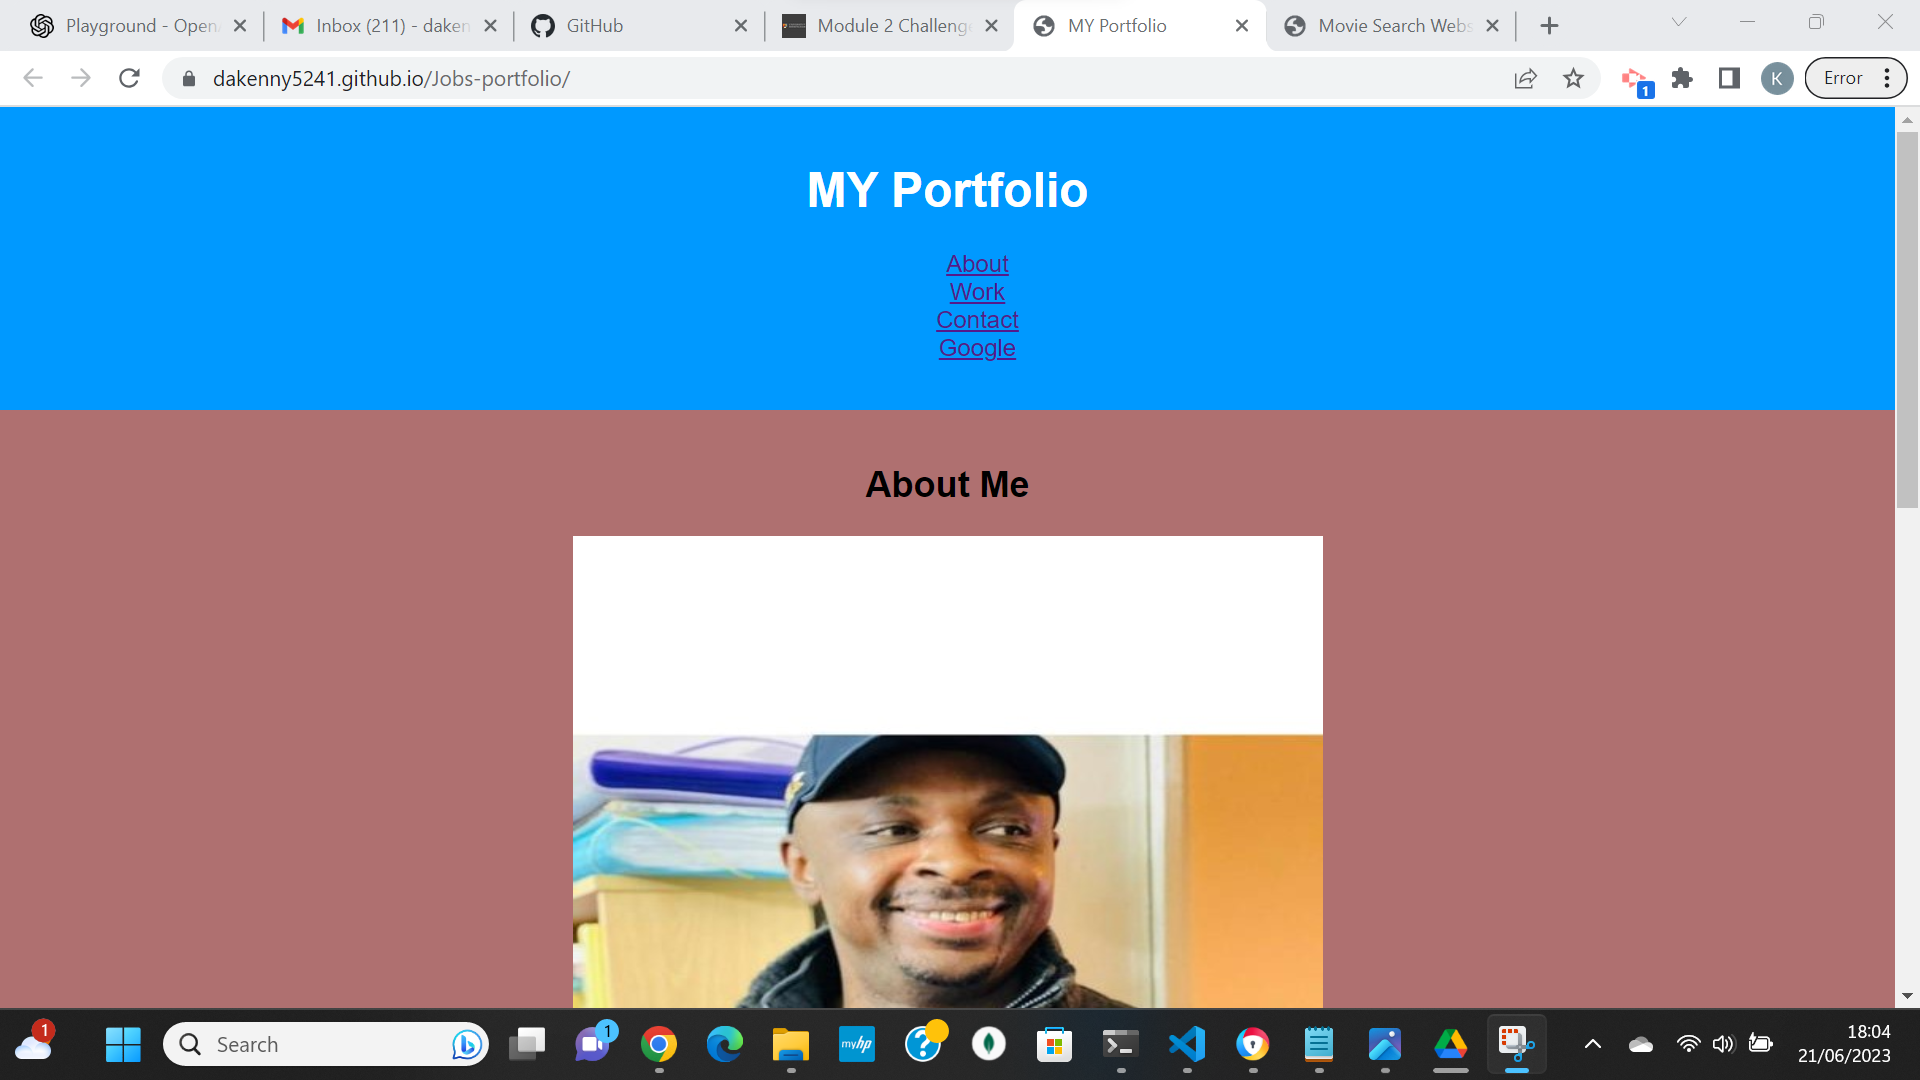 Playground - Open
Inbox (211) - daken
GitHub
Module 2 Challeng
MY Portfolio
Movie Search Webs
dakenny5241.github.io/Jobs-portfolio/
1
K
Error
MY Portfolio
About
Work
Contact
Google
About Me
1
Search
1
myhp
?
18:04
21/06/2023